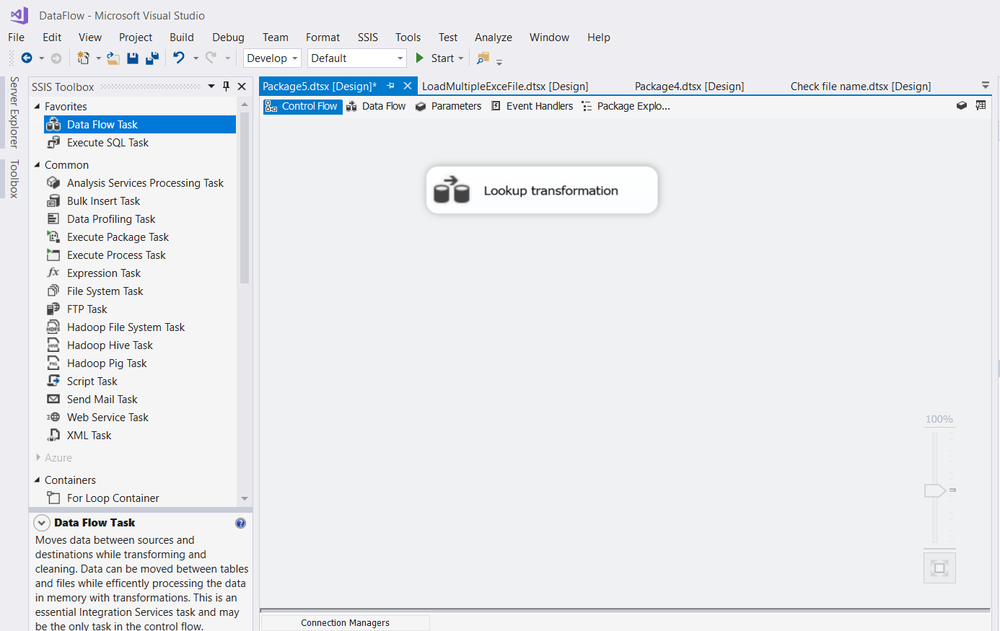 DataFlow - Microsoft Visual Studio
File Edit View Project Build Debug Team Format SSIS Tools Test Analyze Window Help
Develop Default Start
Server Explorer
Toolbox
SSIS Toolbox
Favorites
Data Flow Task
Execute SQL Task
Common
Analysis Services Processing Task
Bulk Insert Task
Data Profiling Task
Execute Package Task
Execute Process Task
Expression Task
File System Task
FTP Task
Hadoop File System Task
Hadoop Hive Task
Hadoop Pig Task
Script Task
Send Mail Task
Web Service Task
XML Task
Azure
Containers
For Loop Container
Data Flow Task
Moves data between sources and
destinations while transforming and
cleaning. Data can be moved between tables
and files while efficently processing the data
in memory with transformations. This is an
essential Integration Services task and may
be the only task in the control flow.
Package5.dtsx [Design]* LoadMultipleExceFile.dtsx [Design] Package4.dtsx [Design] Check file name.dtsx [Design]
Control Flow Data Flow Parameters Event Handlers Package Explo...
Lookup transformation
100%
Connection Managers